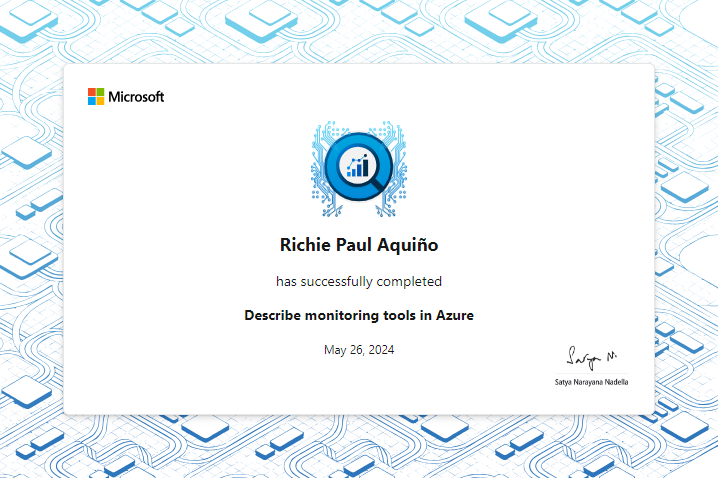 Microsoft
Richie Paul Aquiño
has successfully completed
Describe monitoring tools in Azure
May 26, 2024
Satya N.
Satya Narayana Nadella